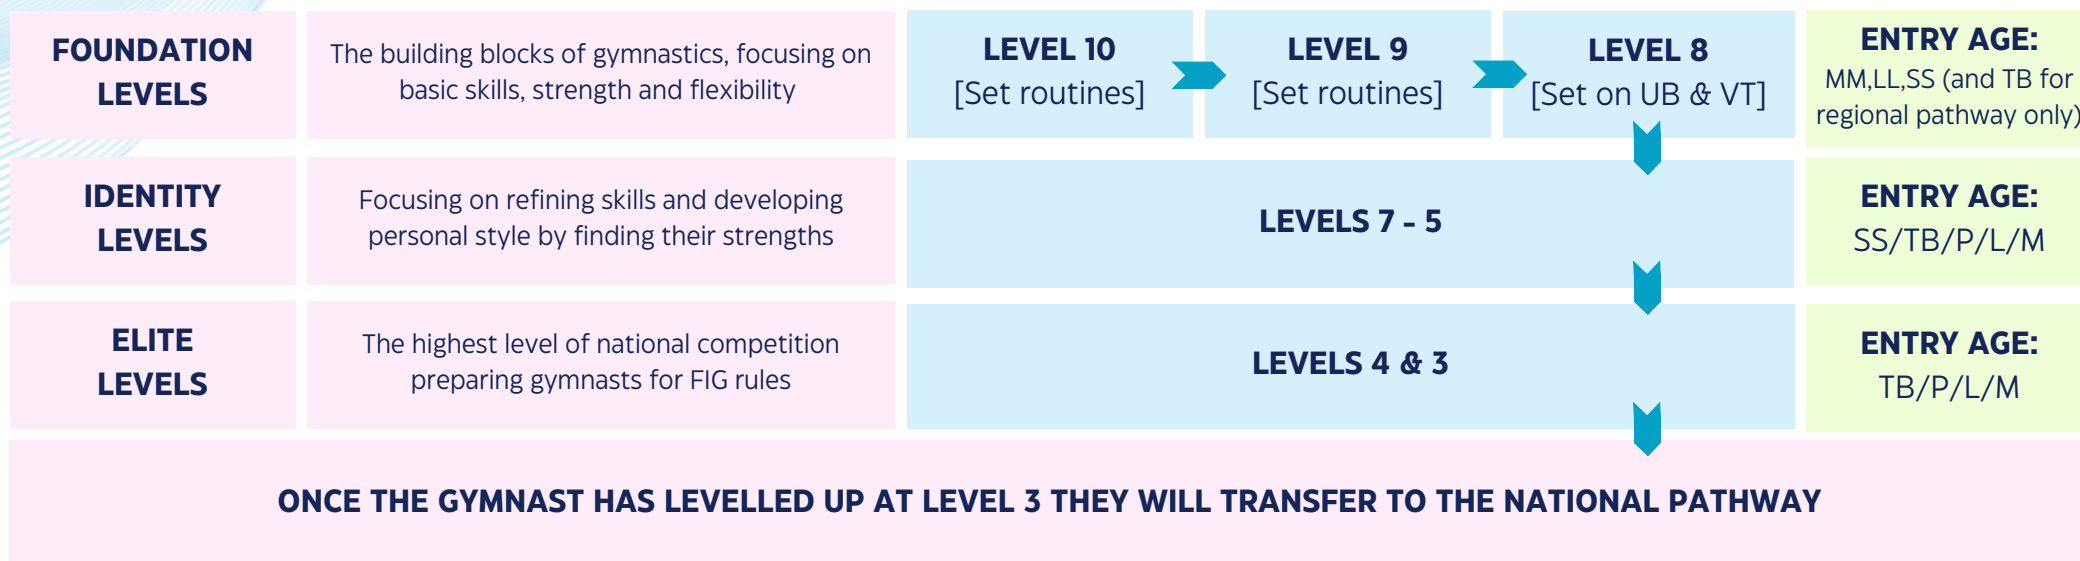 FOUNDATION
LEVELS
The building blocks of gymnastics, focusing on
basic skills, strength and flexibility
LEVEL 10
[Set routines]
LEVEL 9
[Set routines]
LEVEL 8
[Set on UB & VT]
ENTRY AGE:
MM,LL,SS (and TB for
regional pathway only)
IDENTITY
LEVELS
Focusing on refining skills and developing
personal style by finding their strengths
LEVELS 7 - 5
ENTRY AGE:
SS/TB/P/L/M
ELITE
LEVELS
The highest level of national competition
preparing gymnasts for FIG rules
LEVELS 4 & 3
ENTRY AGE:
TB/P/L/M
ONCE THE GYMNAST HAS LEVELLED UP AT LEVEL 3 THEY WILL TRANSFER TO THE NATIONAL PATHWAY